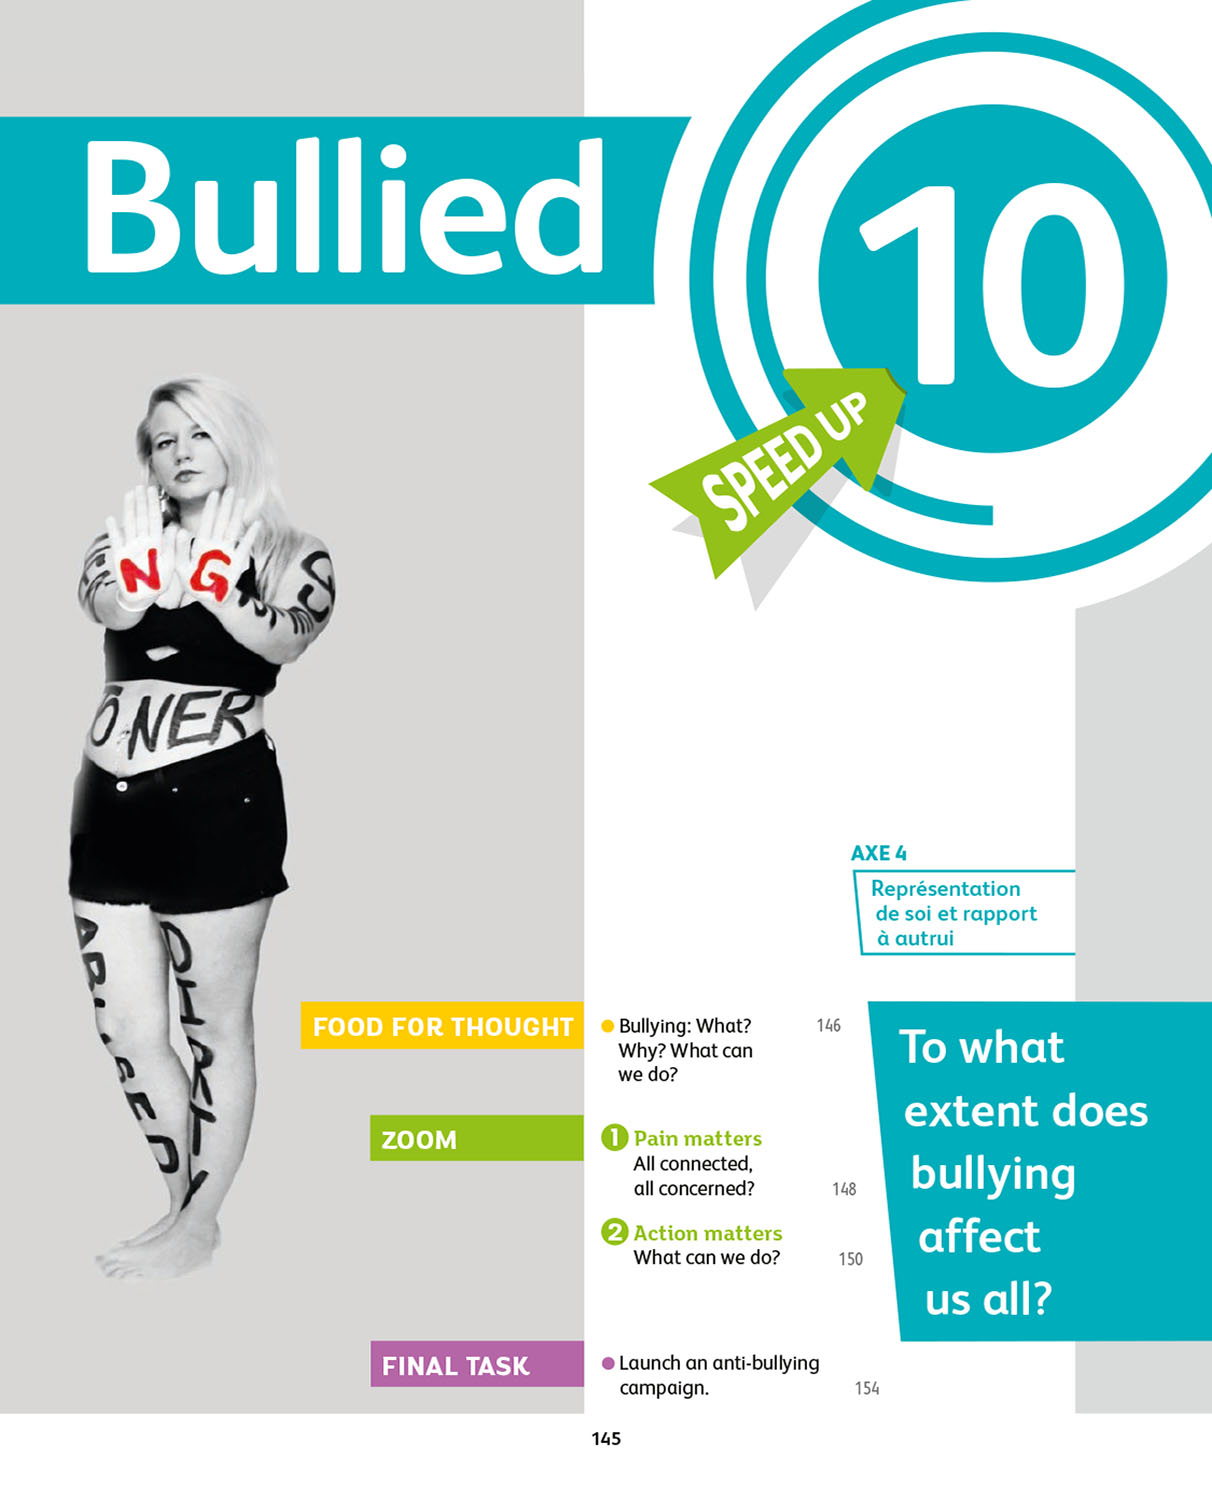 Bullied
10
SPEED UP
N G
ONER
ABUSED
CHUBBY
AXE 4
Représentation
de soi et rapport
à autrui
FOOD FOR THOUGHT
Bullying: What?
146
Why? What can
we do?
ZOOM
1 Pain matters
All connected,
all concerned?
148
2 Action matters
What can we do?
150
FINAL TASK
Launch an anti-bullying
campaign.
154
To what
extent does
bullying
affect
us all?
145